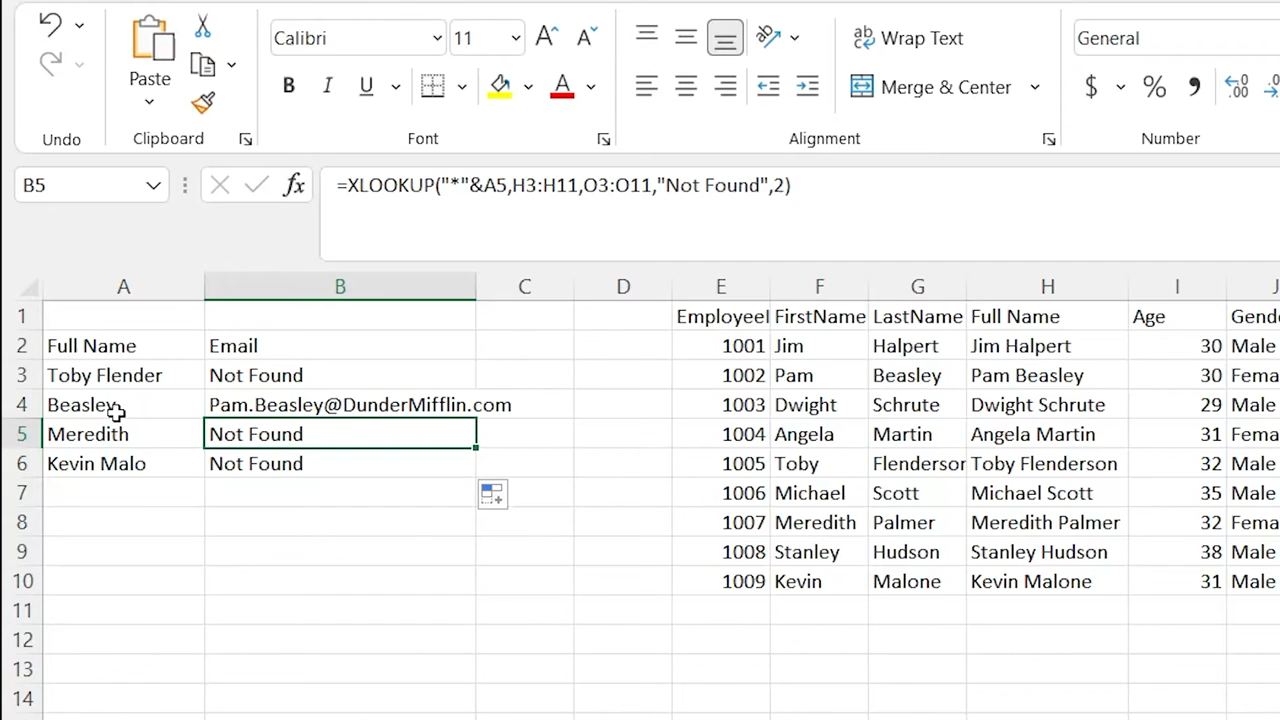 Calibri
11
Wrap Text
General
B
I
U
A
Merge & Center
$
%
Paste
Undo
Clipboard
Font
Alignment
Number
B5
fx
=XLOOKUP("*"&A5,H3:H11,O3:O11,"Not Found",2)
A B C D E F G H I J
1 EmployeeI FirstName LastName Full Name Age Gende
2 Full Name Email 1001 Jim Halpert Jim Halpert 30 Male
3 Toby Flender Not Found 1002 Pam Beasley Pam Beasley 30 Fema
4 Beasley Pam.Beasley@DunderMifflin.com 1003 Dwight Schrute Dwight Schrute 29 Male
5 Meredith Not Found 1004 Angela Martin Angela Martin 31 Fema
6 Kevin Malo Not Found 1005 Toby Flenderson Toby Flenderson 32 Male
7 1006 Michael Scott Michael Scott 35 Male
8 1007 Meredith Palmer Meredith Palmer 32 Fema
9 1008 Stanley Hudson Stanley Hudson 38 Male
10 1009 Kevin Malone Kevin Malone 31 Male
11
12
13
14